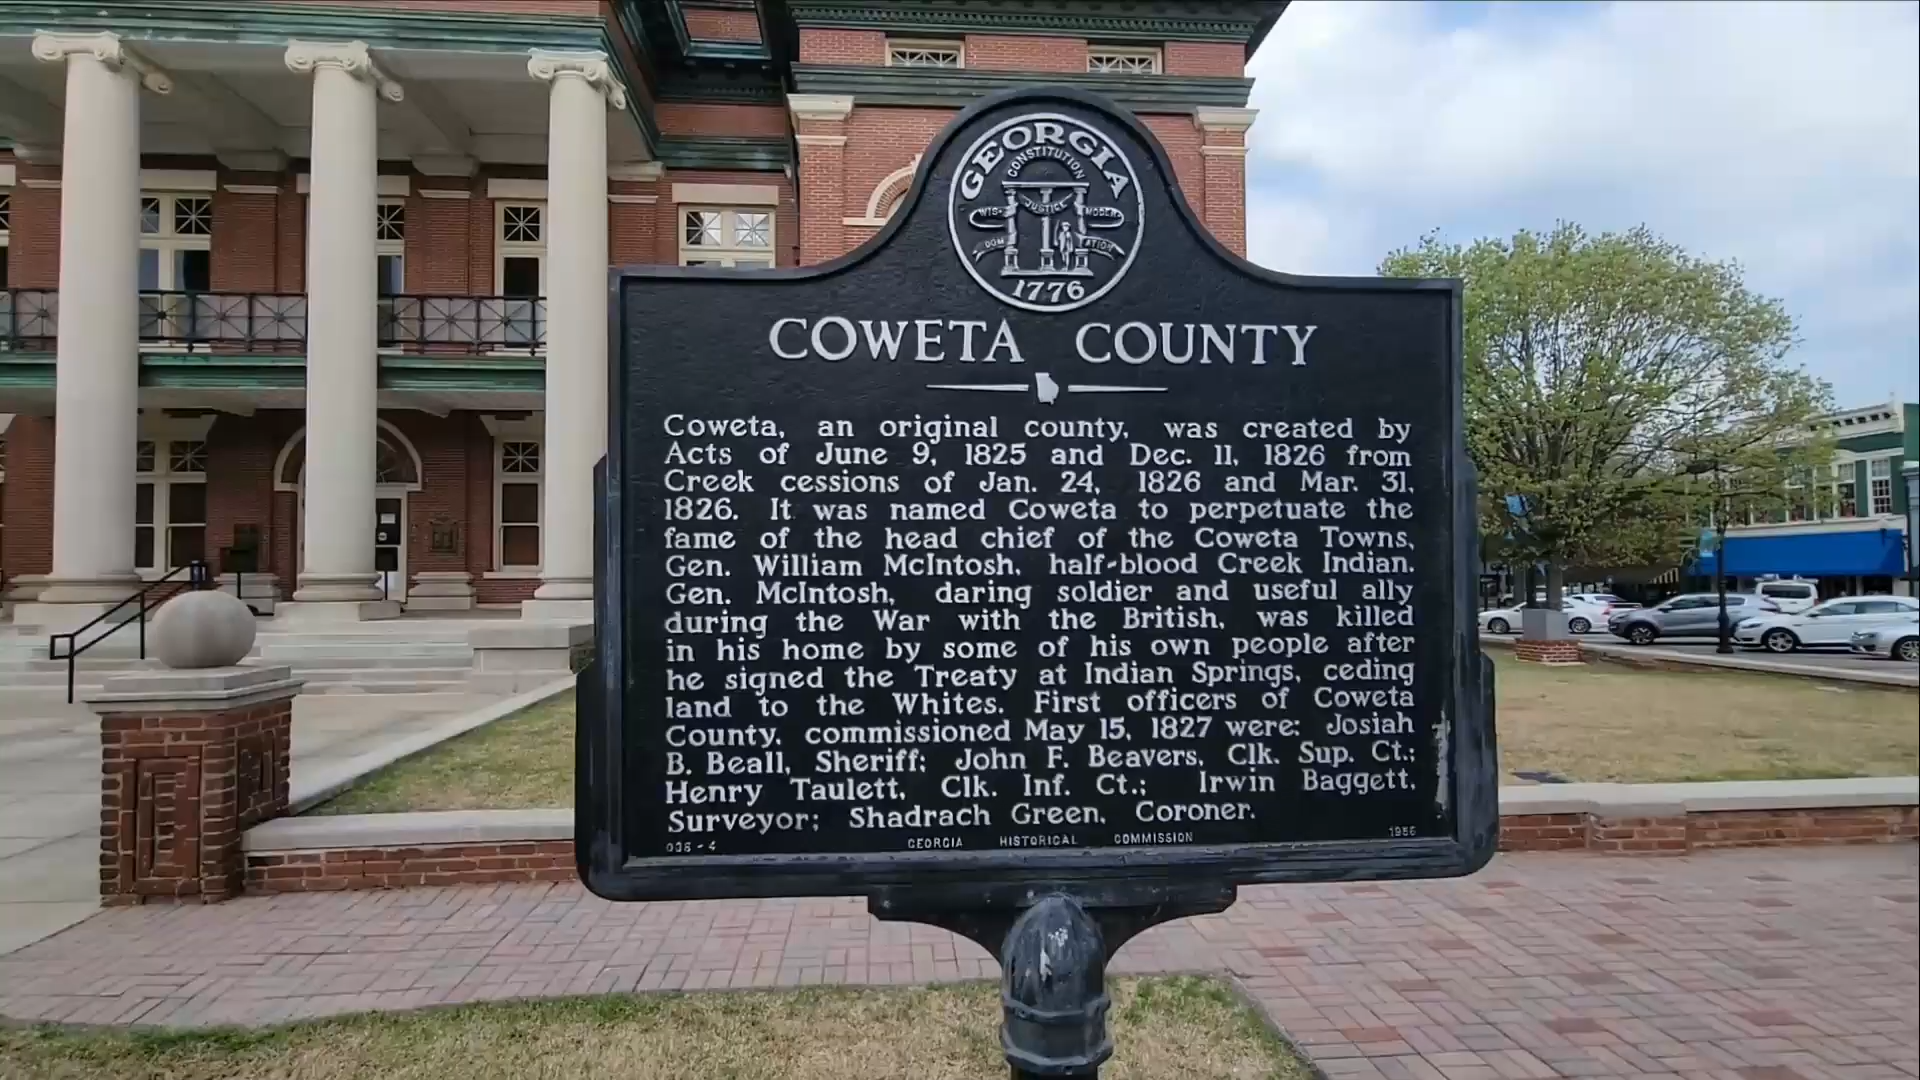 GEORGIA
CONSTITUTION
WIS- JUSTICE MODER-
DOM ATION
1776
COWETA COUNTY
Coweta, an original county, was created by
Acts of June 9, 1825 and Dec. 11, 1826 from
Creek cessions of Jan. 24, 1826 and Mar. 31,
1826. It was named Coweta to perpetuate the
fame of the head chief of the Coweta Towns,
Gen. William McIntosh, half-blood Creek Indian.
Gen. McIntosh, daring soldier and useful ally
during the War with the British, was killed
in his home by some of his own people after
he signed the Treaty at Indian Springs, ceding
land to the Whites. First officers of Coweta
County, commissioned May 15, 1827 were: Josiah
B. Beall, Sheriff; John F. Beavers, Clk. Sup. Ct.;
Henry Taulett, Clk. Inf. Ct.; Irwin Baggett,
Surveyor; Shadrach Green, Coroner.
038-4 GEORGIA HISTORICAL COMMISSION 1956